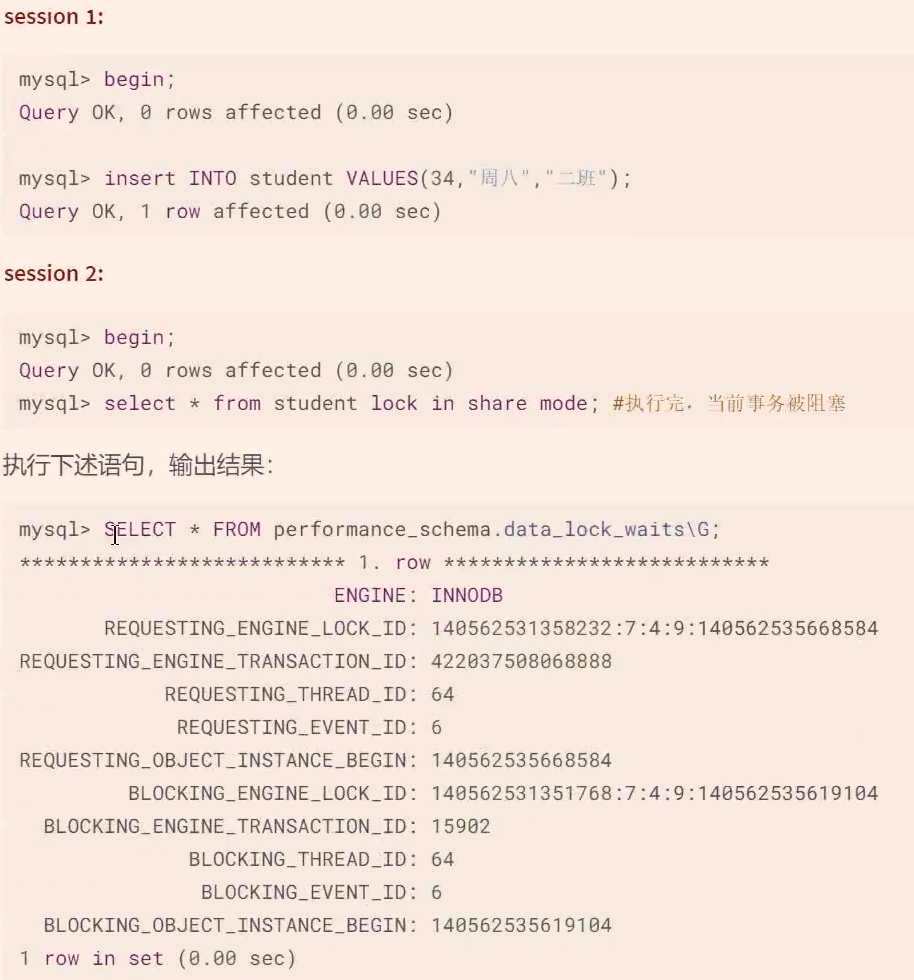 session 1:
mysql> begin;
Query OK, 0 rows affected (0.00 sec)
mysql> insert INTO student VALUES(34,"周八","二班");
Query OK, 1 row affected (0.00 sec)
session 2:
mysql> begin;
Query OK, 0 rows affected (0.00 sec)
mysql> select * from student lock in share mode; #执行完，当前事务被阻塞
执行下述语句，输出结果：
mysql> SELECT * FROM performance_schema.data_lock_waits\G;
*************************** 1. row ***************************
ENGINE: INNODB
REQUESTING_ENGINE_LOCK_ID: 140562531358232:7:4:9:140562535668584
REQUESTING_ENGINE_TRANSACTION_ID: 422037508068888
REQUESTING_THREAD_ID: 64
REQUESTING_EVENT_ID: 6
REQUESTING_OBJECT_INSTANCE_BEGIN: 140562535668584
BLOCKING_ENGINE_LOCK_ID: 140562531351768:7:4:9:140562535619104
BLOCKING_ENGINE_TRANSACTION_ID: 15902
BLOCKING_THREAD_ID: 64
BLOCKING_EVENT_ID: 6
BLOCKING_OBJECT_INSTANCE_BEGIN: 140562535619104
1 row in set (0.00 sec)